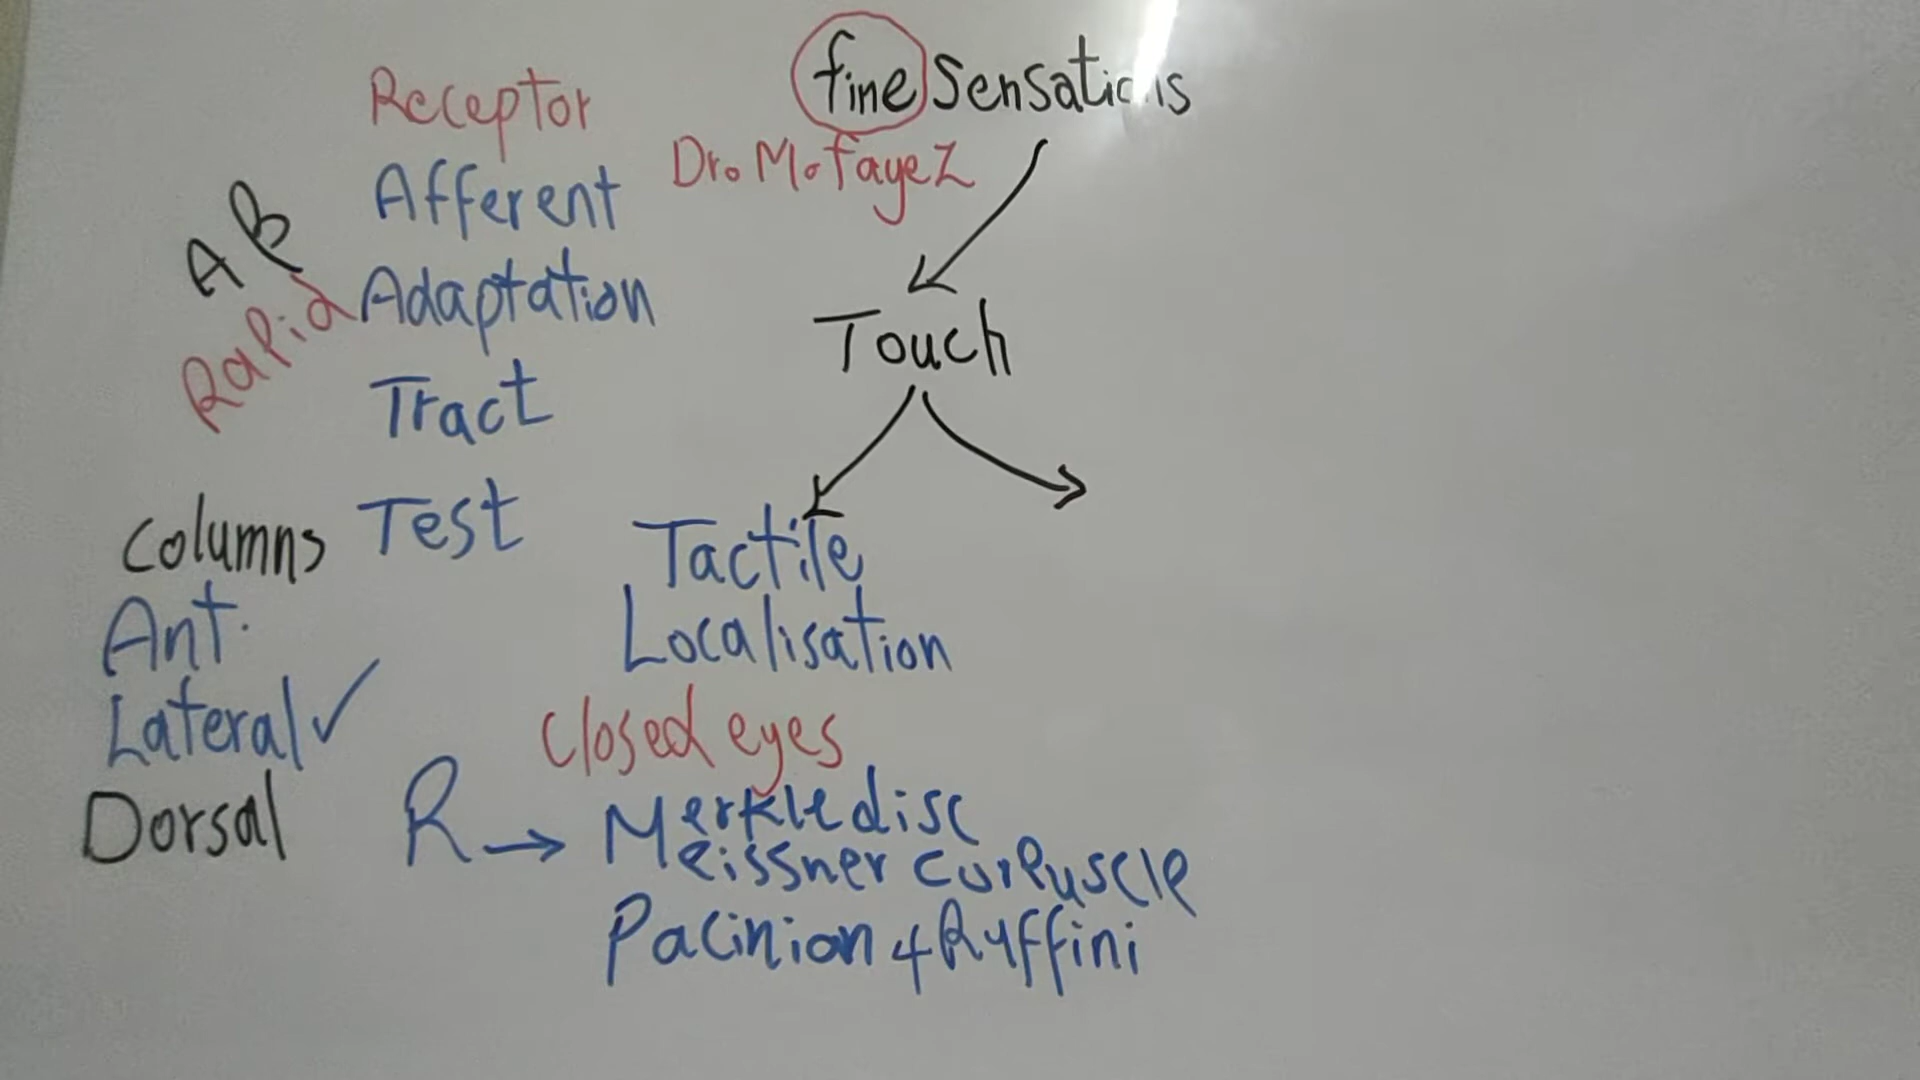 fine Sensations
Dr. M. fayez
Receptor
Afferent
AB
Adaptation
Rapid
Tract
Test
Touch
Tactile
Localisation
closed eyes
Columns
Ant.
Lateral ✓
Dorsal
R → Merkle disc
Meissner Corpuscle
Pacinion & Ruffini